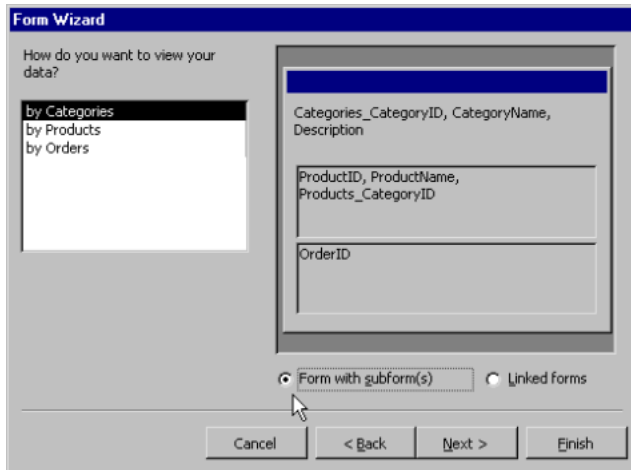 Form Wizard
How do you want to view your
data?
by Categories
by Products
by Orders
Categories_CategoryID, CategoryName,
Description
ProductID, ProductName,
Products_CategoryID
OrderID
Form with subform(s)
Linked forms
Cancel
< Back
Next >
Finish